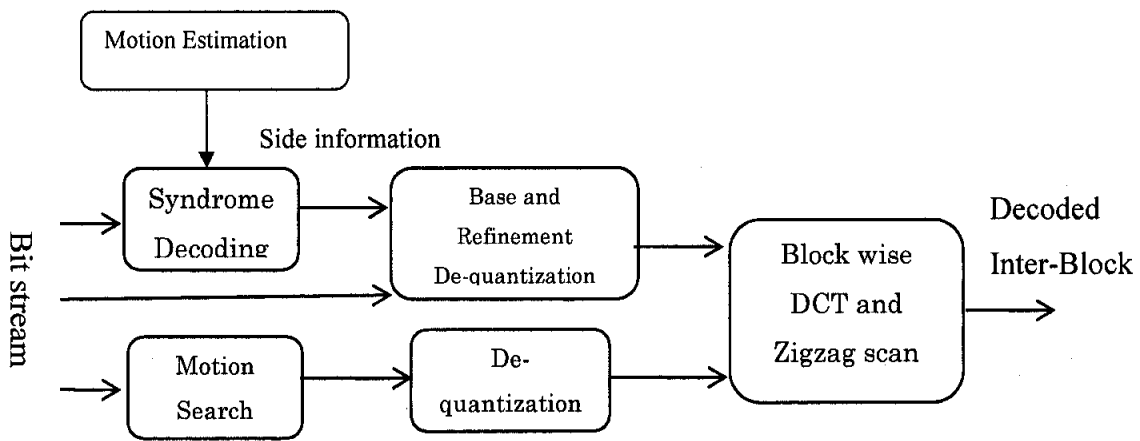 Motion Estimation
Side information
Syndrome
Decoding
Base and
Refinement
De-quantization
Bit stream
Motion
Search
De-
quantization
Block wise
DCT and
Zigzag scan
Decoded
Inter-Block